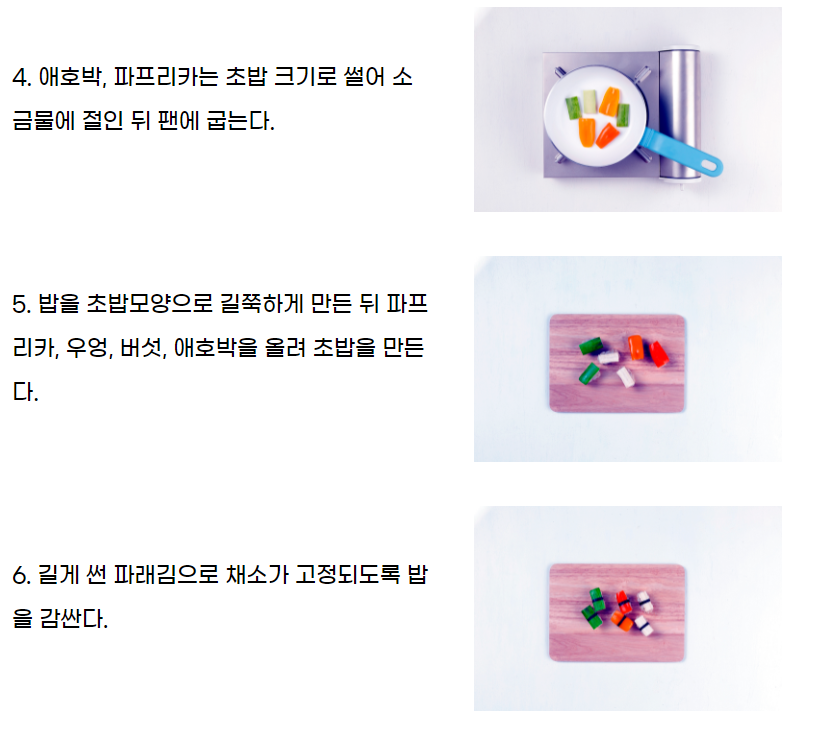 4. 애호박, 파프리카는 초밥 크기로 썰어 소
금물에 절인 뒤 팬에 굽는다.
5. 밥을 초밥모양으로 길쭉하게 만든 뒤 파프
리카, 우엉, 버섯, 애호박을 올려 초밥을 만든
다.
6. 길게 썬 파래김으로 채소가 고정되도록 밥
을 감싼다.